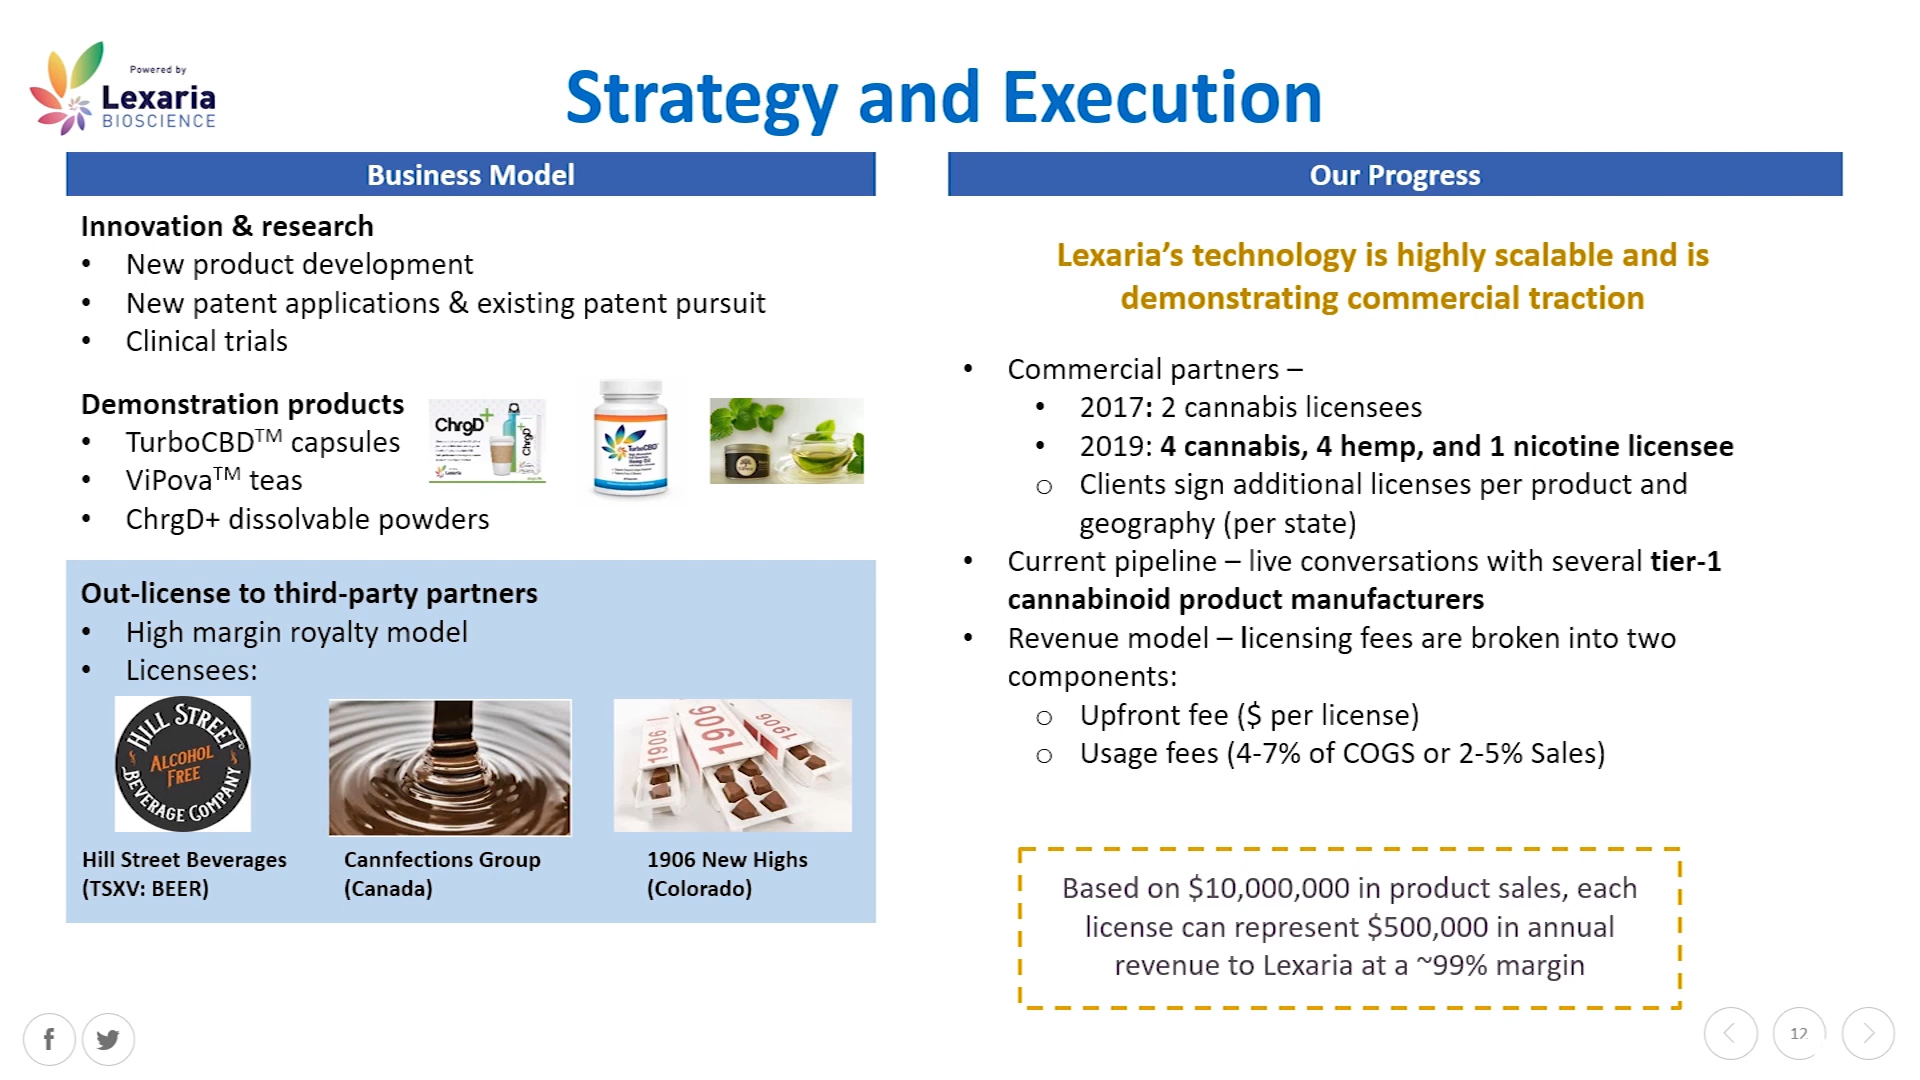 Powered by
Lexaria
BIOSCIENCE
Strategy and Execution
Business Model
Innovation & research
• New product development
• New patent applications & existing patent pursuit
• Clinical trials
Demonstration products
• TurboCBD™ capsules
• ViPova™ teas
• ChrgD+ dissolvable powders
ChrgD+
ChrgD+
Lexaria
TurboCBD
Out-license to third-party partners
• High margin royalty model
• Licensees:
HILL STREET
ALCOHOL
FREE
BEVERAGE COMPANY
1906
1906
1906
Hill Street Beverages
(TSXV: BEER)
Cannfections Group
(Canada)
1906 New Highs
(Colorado)
Our Progress
Lexaria’s technology is highly scalable and is
demonstrating commercial traction
• Commercial partners –
• 2017: 2 cannabis licensees
• 2019: 4 cannabis, 4 hemp, and 1 nicotine licensee
o Clients sign additional licenses per product and
geography (per state)
• Current pipeline – live conversations with several tier-1
cannabinoid product manufacturers
• Revenue model – licensing fees are broken into two
components:
o Upfront fee ($ per license)
o Usage fees (4-7% of COGS or 2-5% Sales)
Based on $10,000,000 in product sales, each
license can represent $500,000 in annual
revenue to Lexaria at a ~99% margin
12